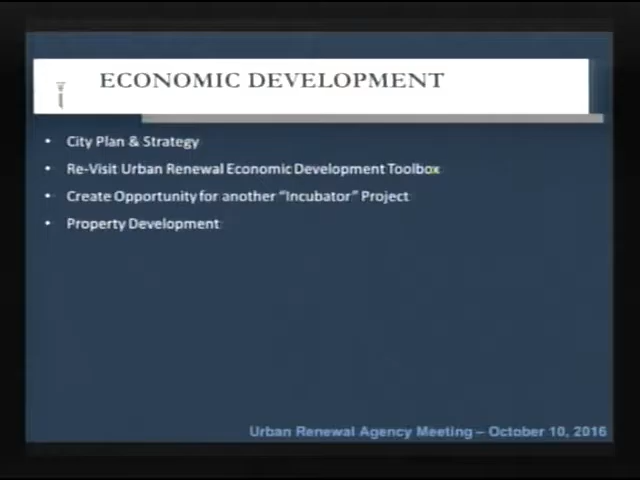 ECONOMIC DEVELOPMENT
• City Plan & Strategy
• Re-Visit Urban Renewal Economic Development Toolbox
• Create Opportunity for another “Incubator” Project
• Property Development
Urban Renewal Agency Meeting – October 10, 2016